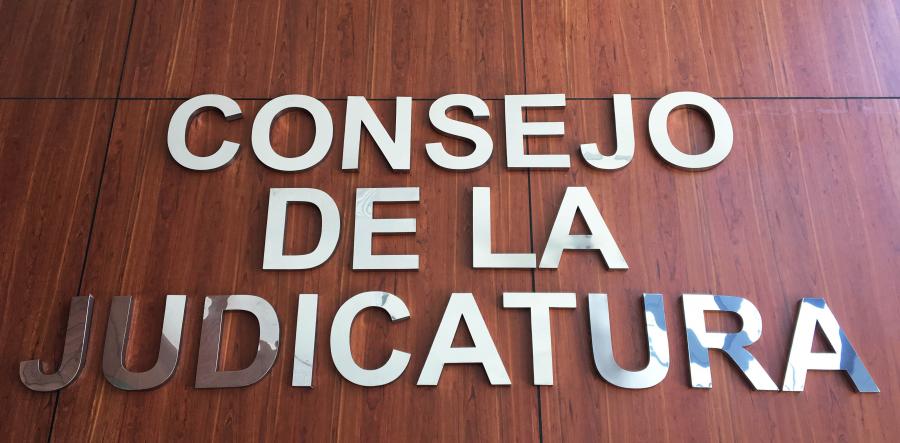 CONSEJO
DE LA
JUDICATURA